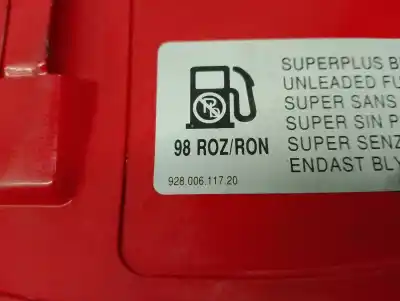 Pb
98 ROZ/RON
928.006.117.20
SUPERPLUS B
UNLEADED FU
SUPER SANS
SUPER SIN P
SUPER SENZ
ENDAST BLY